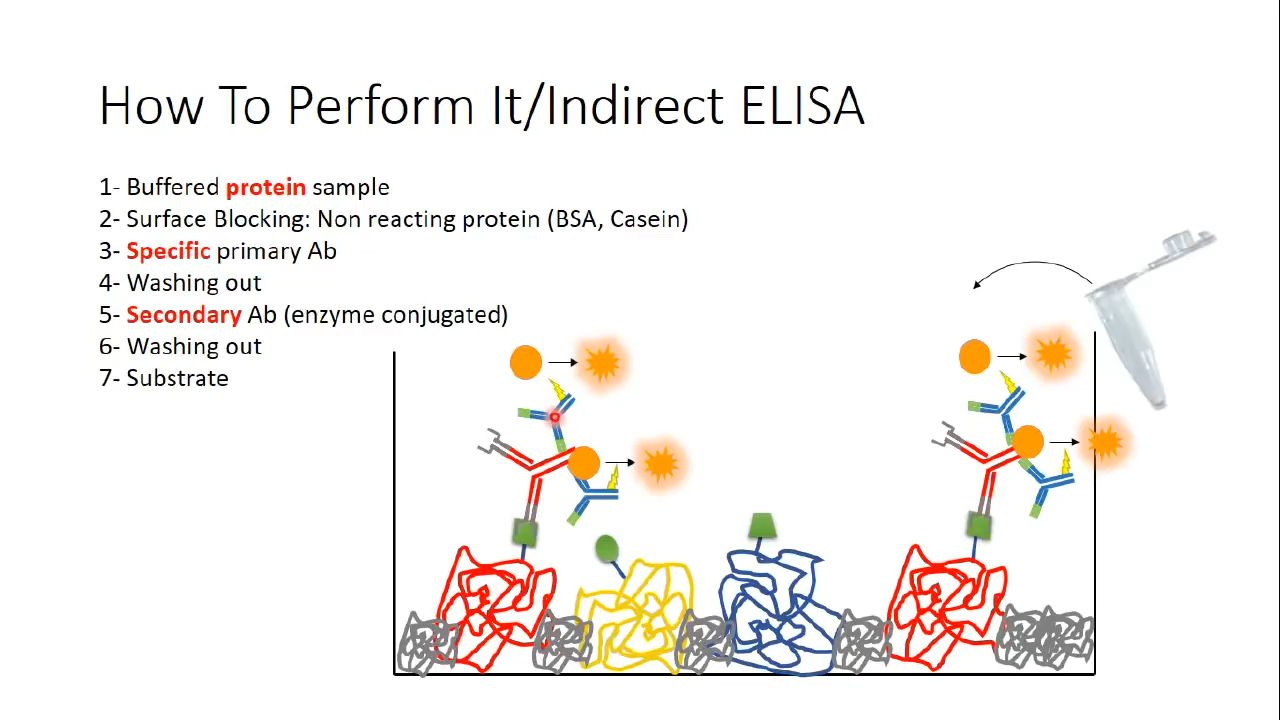 How To Perform It/Indirect ELISA
1- Buffered protein sample
2- Surface Blocking: Non reacting protein (BSA, Casein)
3- Specific primary Ab
4- Washing out
5- Secondary Ab (enzyme conjugated)
6- Washing out
7- Substrate